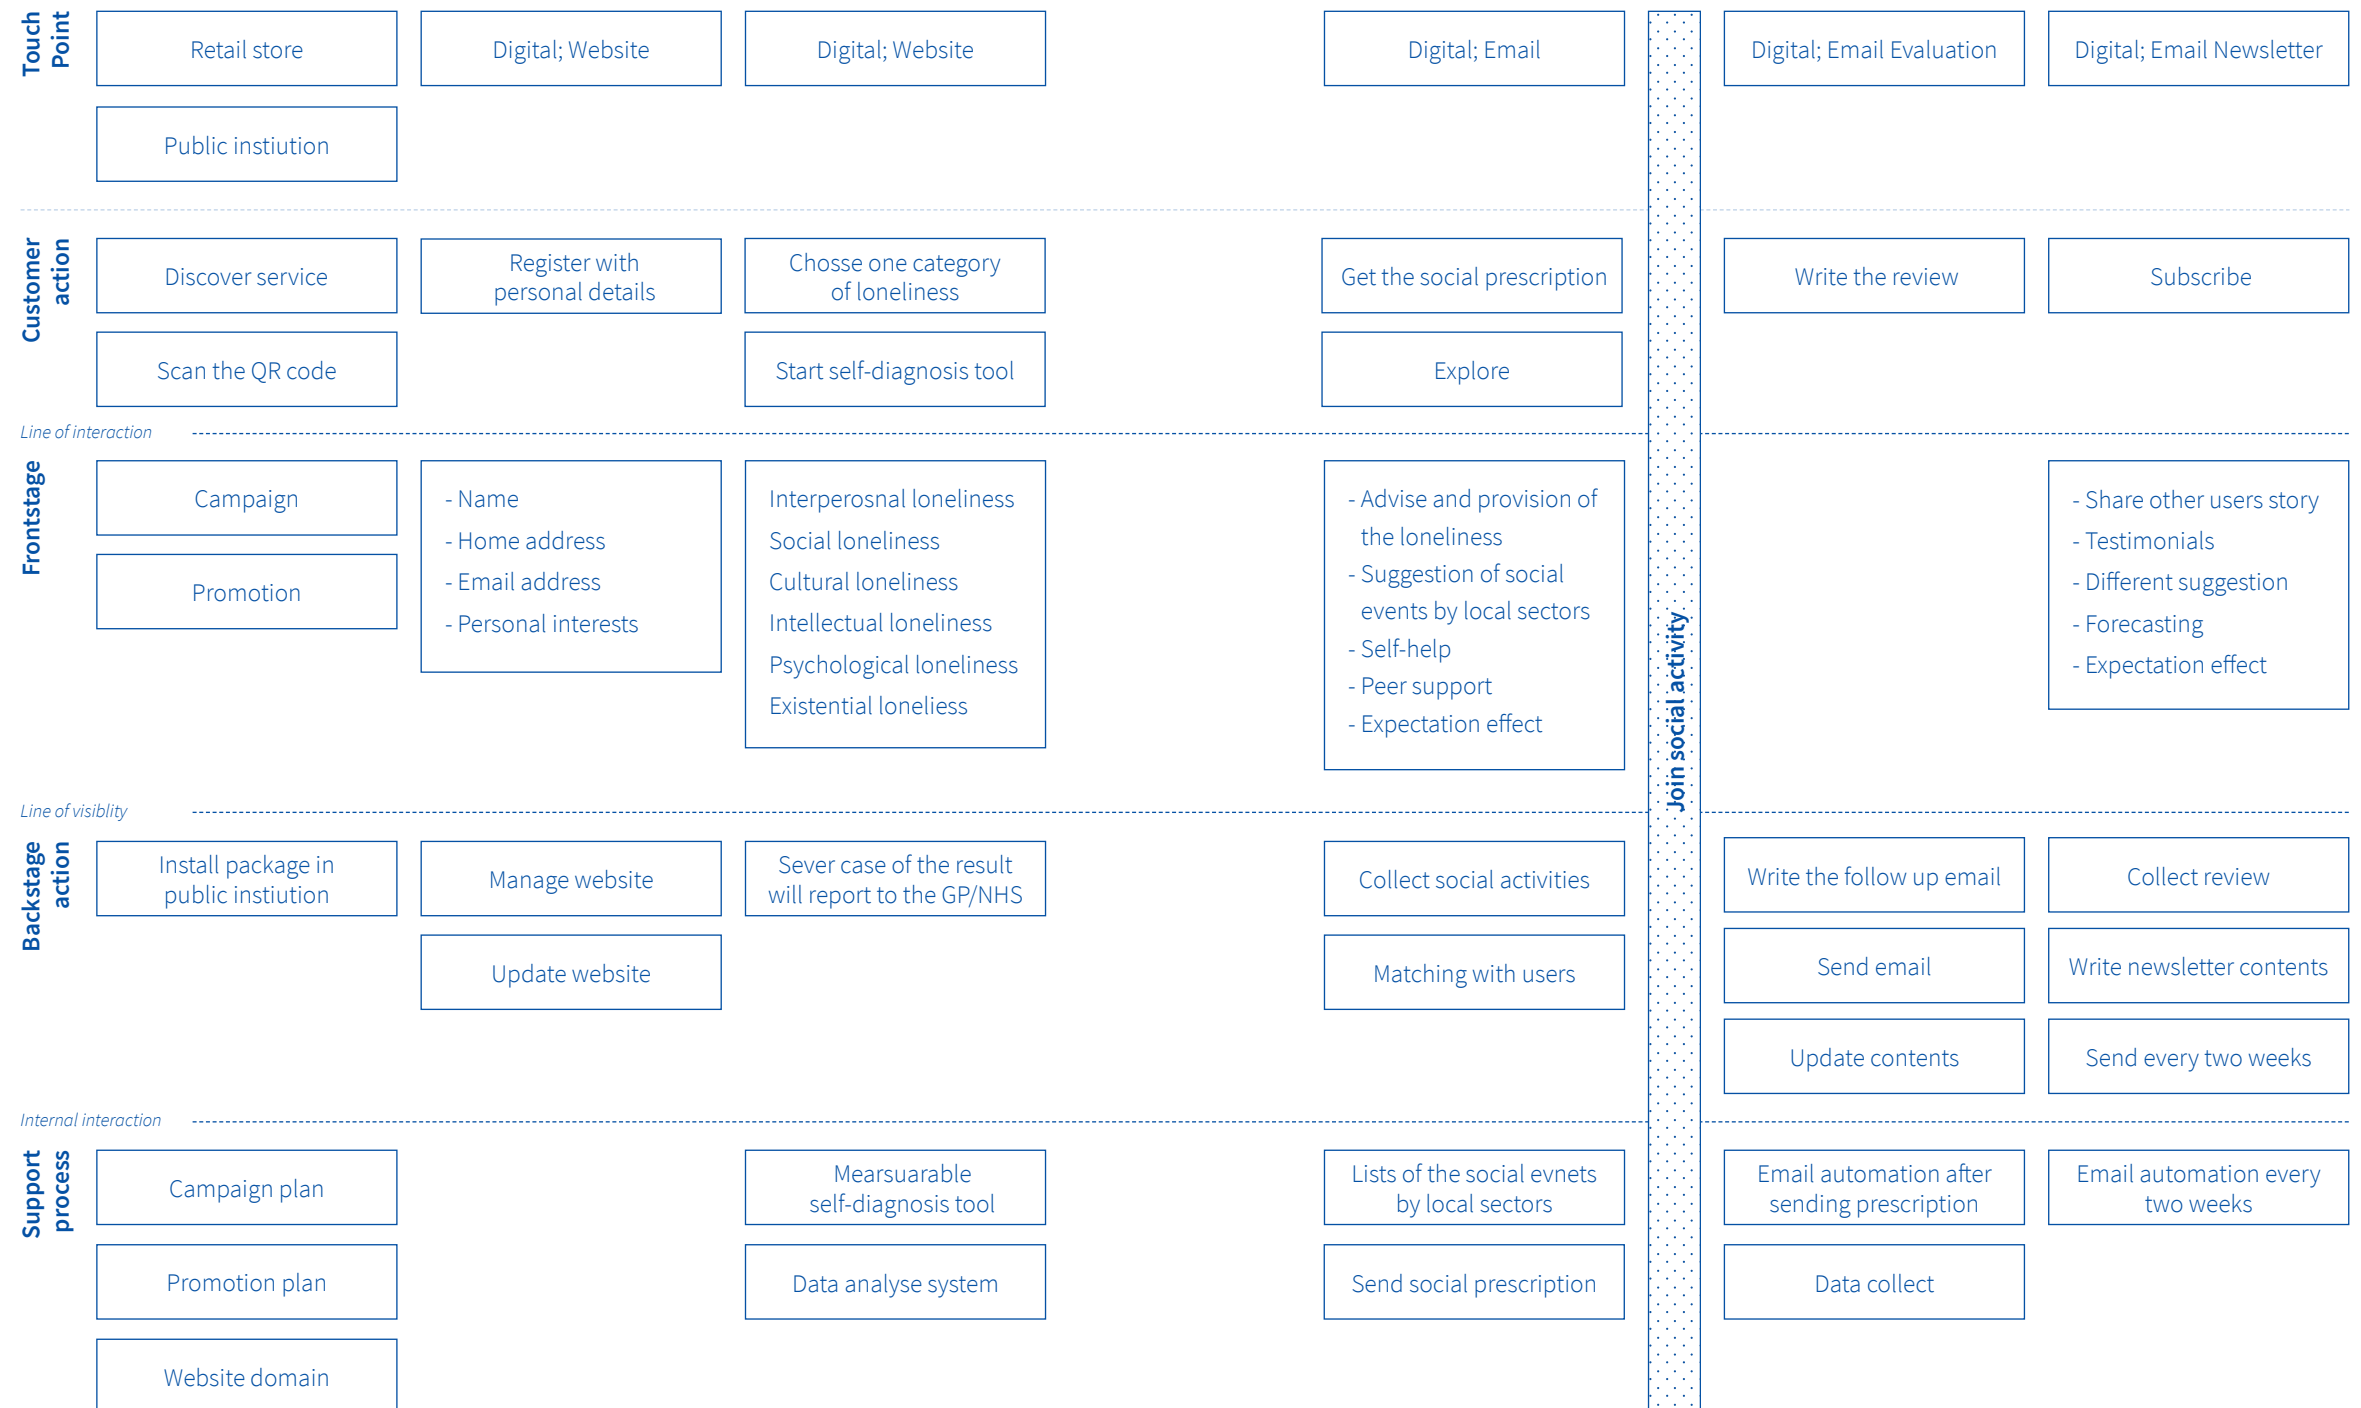 Touch
Point
Retail store
Digital; Website
Digital; Website
Digital; Email
Digital; Email Evaluation
Digital; Email Newsletter
Public instiution
Customer
action
Discover service
Register with
personal details
Chosse one category
of loneliness
Get the social prescription
Write the review
Subscribe
Scan the QR code
Start self-diagnosis tool
Explore
Line of interaction
Frontstage
Campaign
Promotion
- Name
- Home address
- Email address
- Personal interests
Interperosnal loneliness
Social loneliness
Cultural loneliness
Intellectual loneliness
Psychological loneliness
Existential loneliess
- Advise and provision of
the loneliness
- Suggestion of social
events by local sectors
- Self-help
- Peer support
- Expectation effect
Join social activity
- Share other users story
- Testimonials
- Different suggestion
- Forecasting
- Expectation effect
Line of visiblity
Backstage
action
Install package in
public instiution
Manage website
Sever case of the result
will report to the GP/NHS
Collect social activities
Write the follow up email
Collect review
Update website
Matching with users
Send email
Write newsletter contents
Update contents
Send every two weeks
Internal interaction
Support
process
Campaign plan
Mearsuarable
self-diagnosis tool
Lists of the social evnets
by local sectors
Email automation after
sending prescription
Email automation every
two weeks
Promotion plan
Data analyse system
Send social prescription
Data collect
Website domain